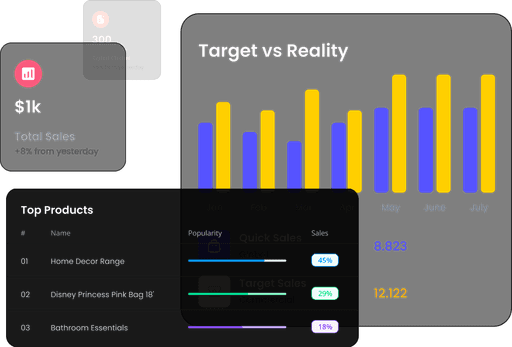 300
$1k
Total Sales
+8% from yesterday
Target vs Reality
May June July
Quick Sales 8.823
Target Sales 12.122
Top Products
# Name Popularity Sales
01 Home Decor Range 45%
02 Disney Princess Pink Bag 18' 29%
03 Bathroom Essentials 18%